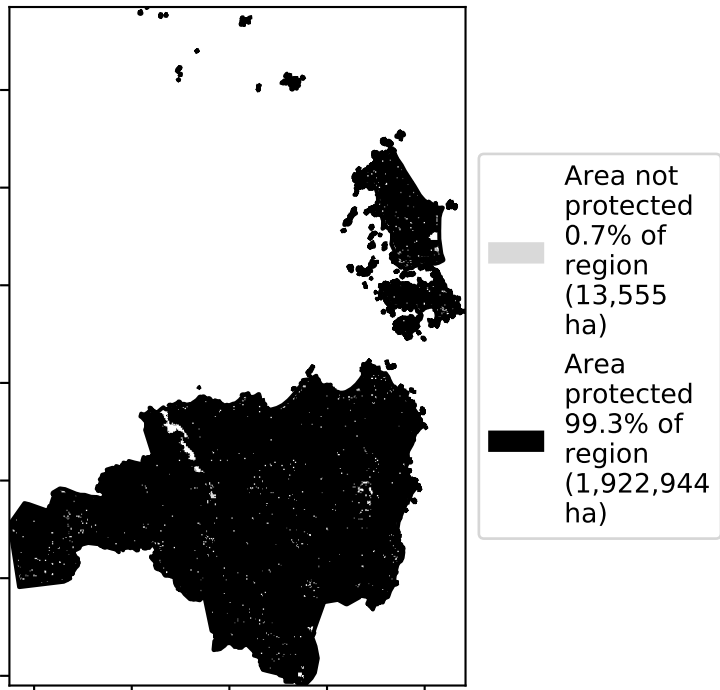 Area not
protected
0.7% of
region
(13,555
ha)
Area
protected
99.3% of
region
(1,922,944
ha)